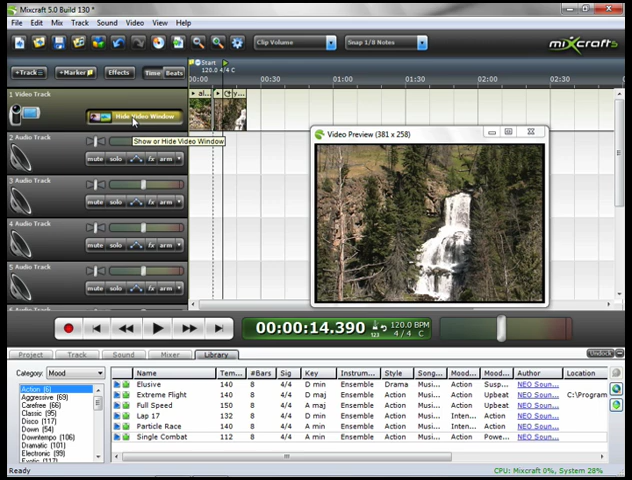 Mixcraft 5.0 Build 130 *
File Edit Mix Track Sound Video View Help
Clip Volume Snap 1/8 Notes mixcraft5
+Track +Marker Effects Time Beats
Start
120.0 4/4 C
00:00 00:30 01:00 01:30 02:00 02:30
1 Video Track
al... y...
Hide Video Window
Show or Hide Video Window
Video Preview (381 x 258)
2 Audio Track
mute solo fx arm
3 Audio Track
mute solo fx arm
4 Audio Track
mute solo fx arm
5 Audio Track
mute solo fx arm
00:00:14.390 123 120.0 BPM
4 / 4 C
Project Track Sound Mixer Library Undock
Category: Mood
Name Tem... #Bars Sig Key Instrum... Style Song... Mood... Mood... Author Location
Action (6)
Aggressive (69)
Carefree (66)
Classic (95)
Disco (117)
Down (54)
Downtempo (106)
Dramatic (101)
Electronic (99)
Exotic (117)
Elusive 140 8 4/4 D min Ensemble Drama Musi... Action Susp... NEO Soun...
Extreme Flight 140 8 4/4 D maj Ensemble Action Musi... Action Upbeat NEO Soun... C:\Program
Full Speed 150 8 4/4 A maj Ensemble Action Musi... Action Upbeat NEO Soun...
Lap 17 132 8 4/4 D min Ensemble Action Musi... Inten... Action NEO Soun...
Particle Race 140 8 4/4 D min Ensemble Action Musi... Inten... Action NEO Soun...
Single Combat 112 8 4/4 D min Ensemble Action Musi... Action Powe... NEO Soun...
Ready CPU: Mixcraft 0%, System 28%